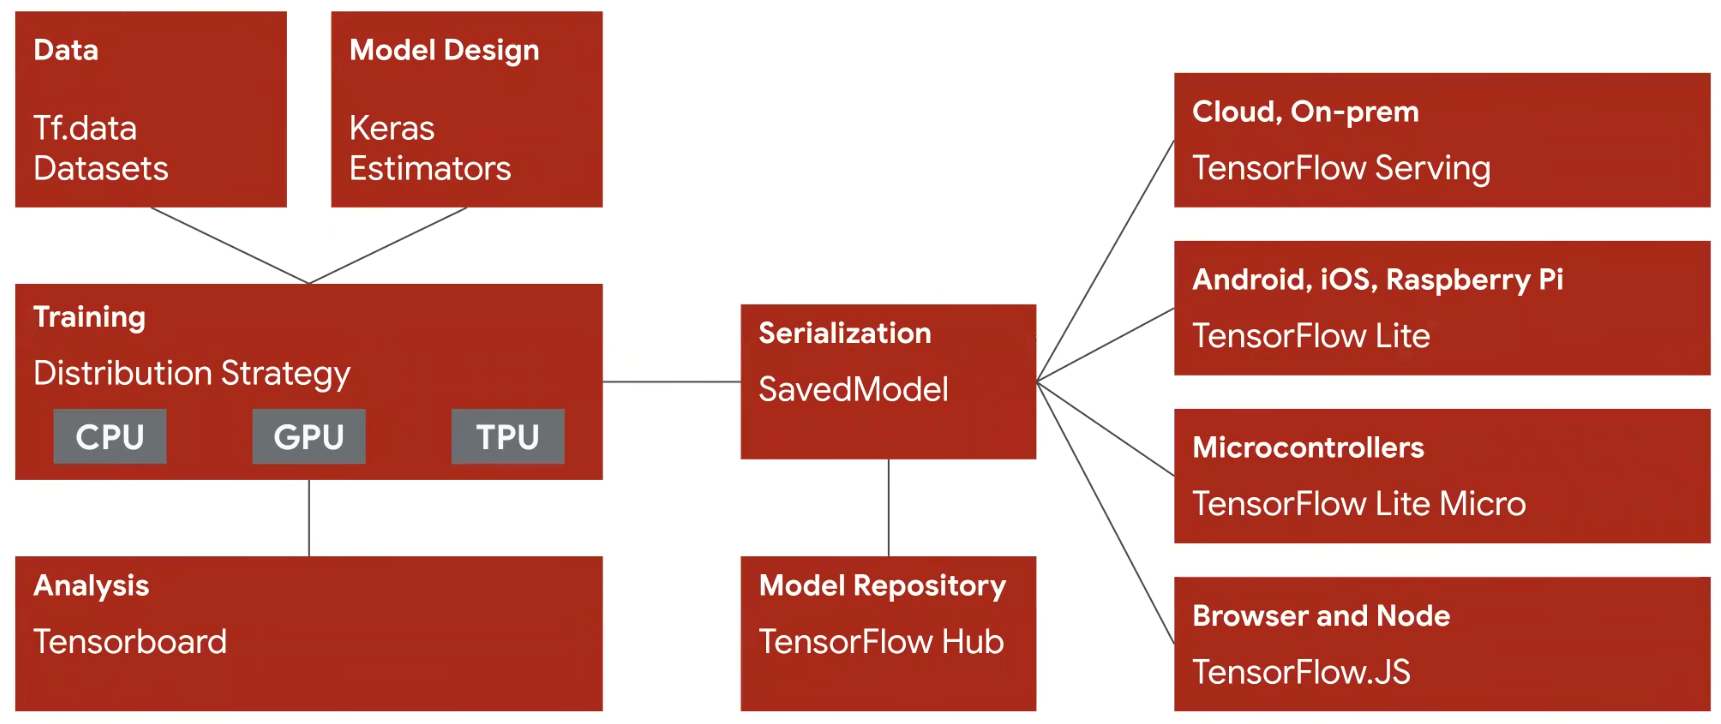 Data
Tf.data
Datasets
Model Design
Keras
Estimators
Training
Distribution Strategy
CPU
GPU
TPU
Analysis
Tensorboard
Serialization
SavedModel
Model Repository
TensorFlow Hub
Cloud, On-prem
TensorFlow Serving
Android, iOS, Raspberry Pi
TensorFlow Lite
Microcontrollers
TensorFlow Lite Micro
Browser and Node
TensorFlow.JS